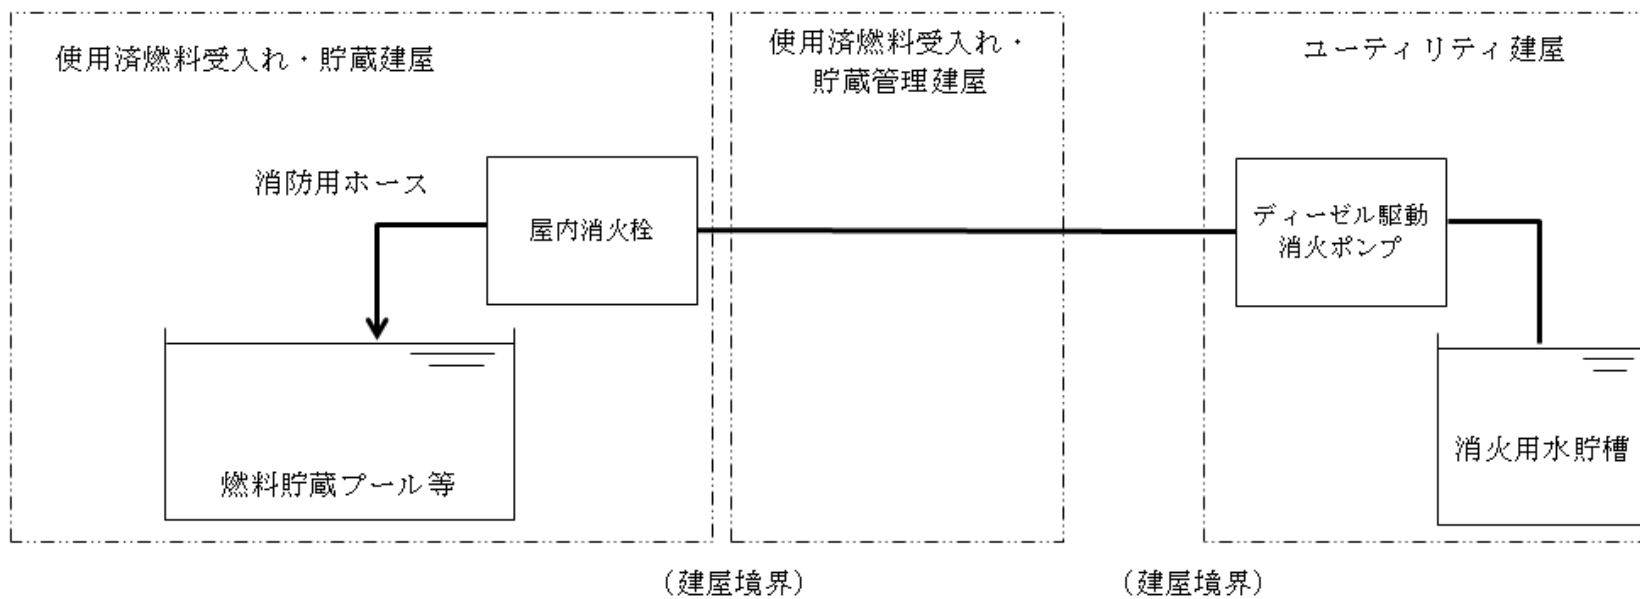 使用済燃料受入れ・貯蔵建屋
使用済燃料受入れ・
貯蔵管理建屋
ユーティリティ建屋
消防用ホース
屋内消火栓
ディーゼル駆動
消火ポンプ
燃料貯蔵プール等
消火用水貯槽
（建屋境界）
（建屋境界）